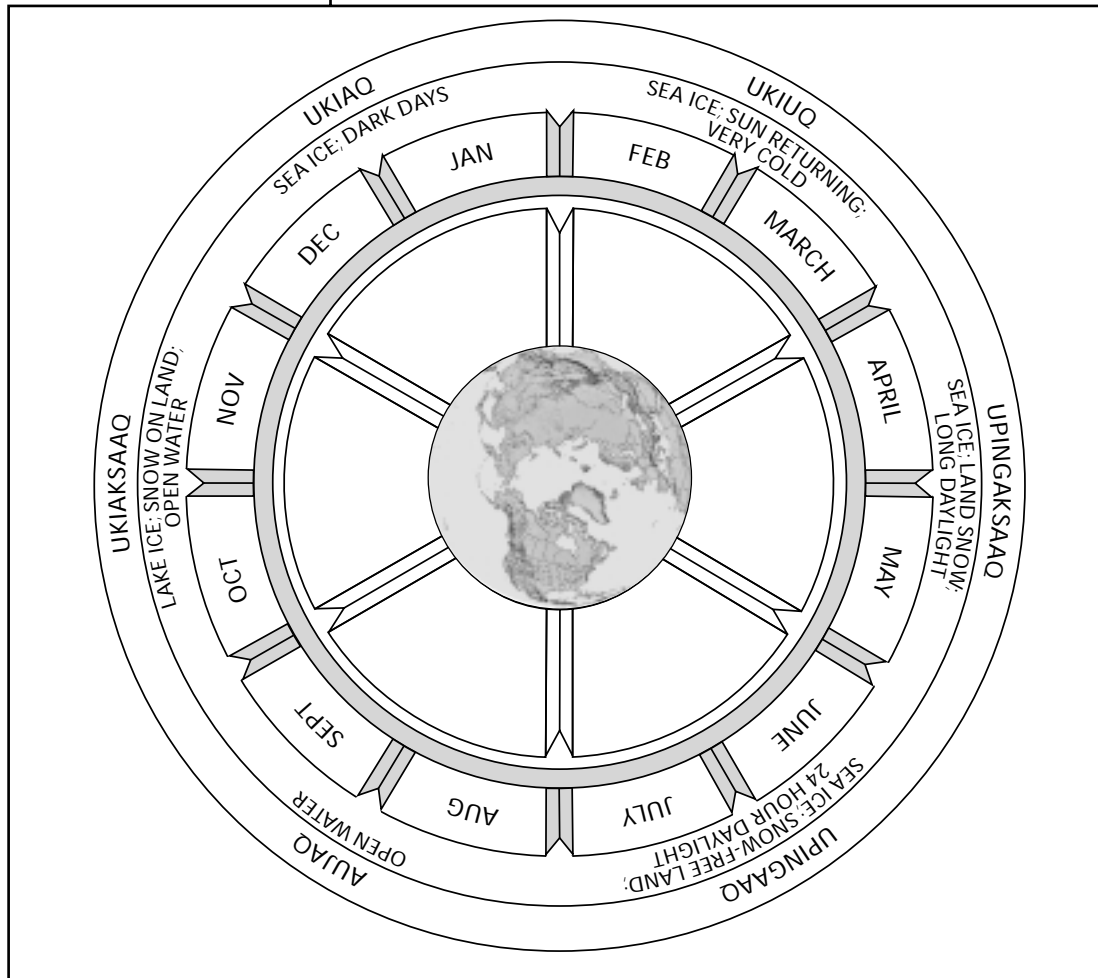 UKIAQ
UKIUQ
UPINGAKSAAQ
UPINGAAQ
AUJAQ
UKIAKSAAQ
SEA ICE; DARK DAYS
SEA ICE; SUN RETURNING;
VERY COLD
SEA ICE; LAND SNOW;
LONG DAYLIGHT
SEA ICE; SNOW-FREE LAND;
24 HOUR DAYLIGHT
OPEN WATER
LAKE ICE; SNOW ON LAND;
OPEN WATER
JAN
FEB
MARCH
APRIL
MAY
JUNE
JULY
AUG
SEPT
OCT
NOV
DEC